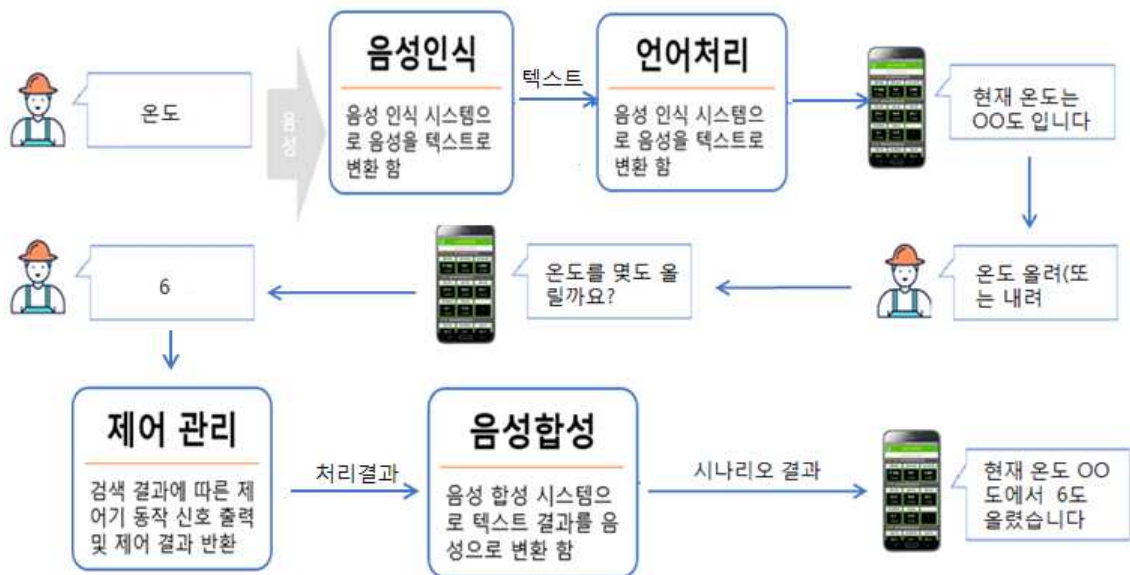 온도
음성
음성인식
음성 인식 시스템으
로 음성을 텍스트로
변환 함
텍스트
언어처리
음성 인식 시스템으
로 음성을 텍스트로
변환 함
현재 온도는
OO도 입니다
6
온도를 몇도 올
릴까요?
온도 올려(또
는 내려
제어 관리
검색 결과에 따른 제
어기 동작 신호 출력
및 제어 결과 반환
처리결과
음성합성
음성 합성 시스템으
로 텍스트 결과를 음
성으로 변환 함
시나리오 결과
현재 온도 OO
도에서 6도
올렸습니다